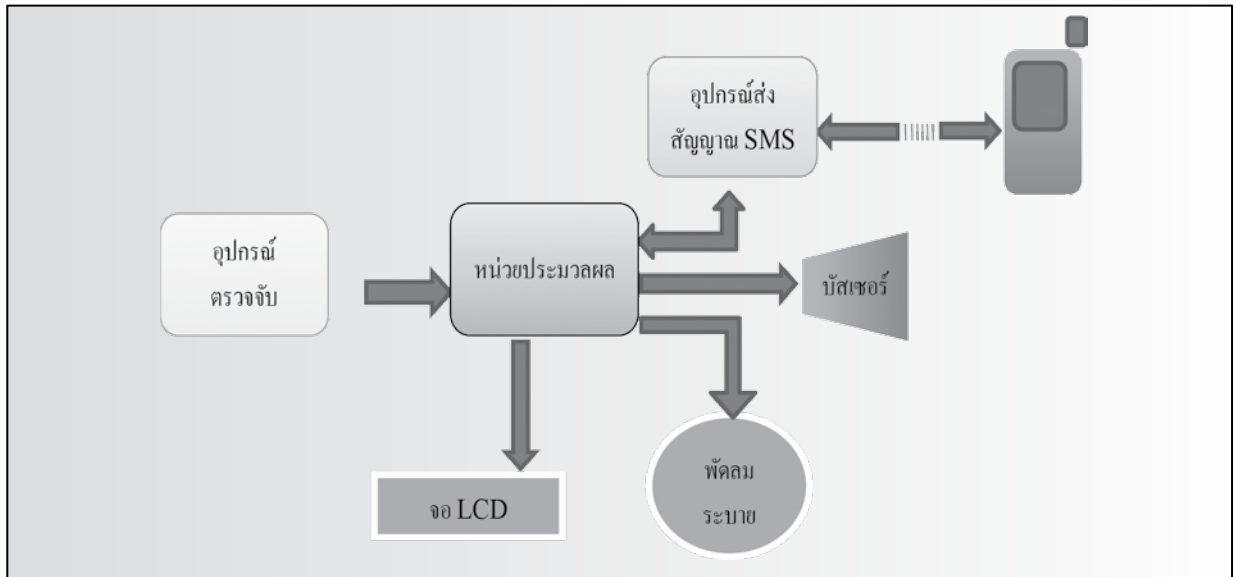 อุปกรณ์ส่ง
สัญญาณ SMS
อุปกรณ์
ตรวจจับ
หน่วยประมวลผล
บัสเซอร์
พัดลม
ระบาย
จอ LCD